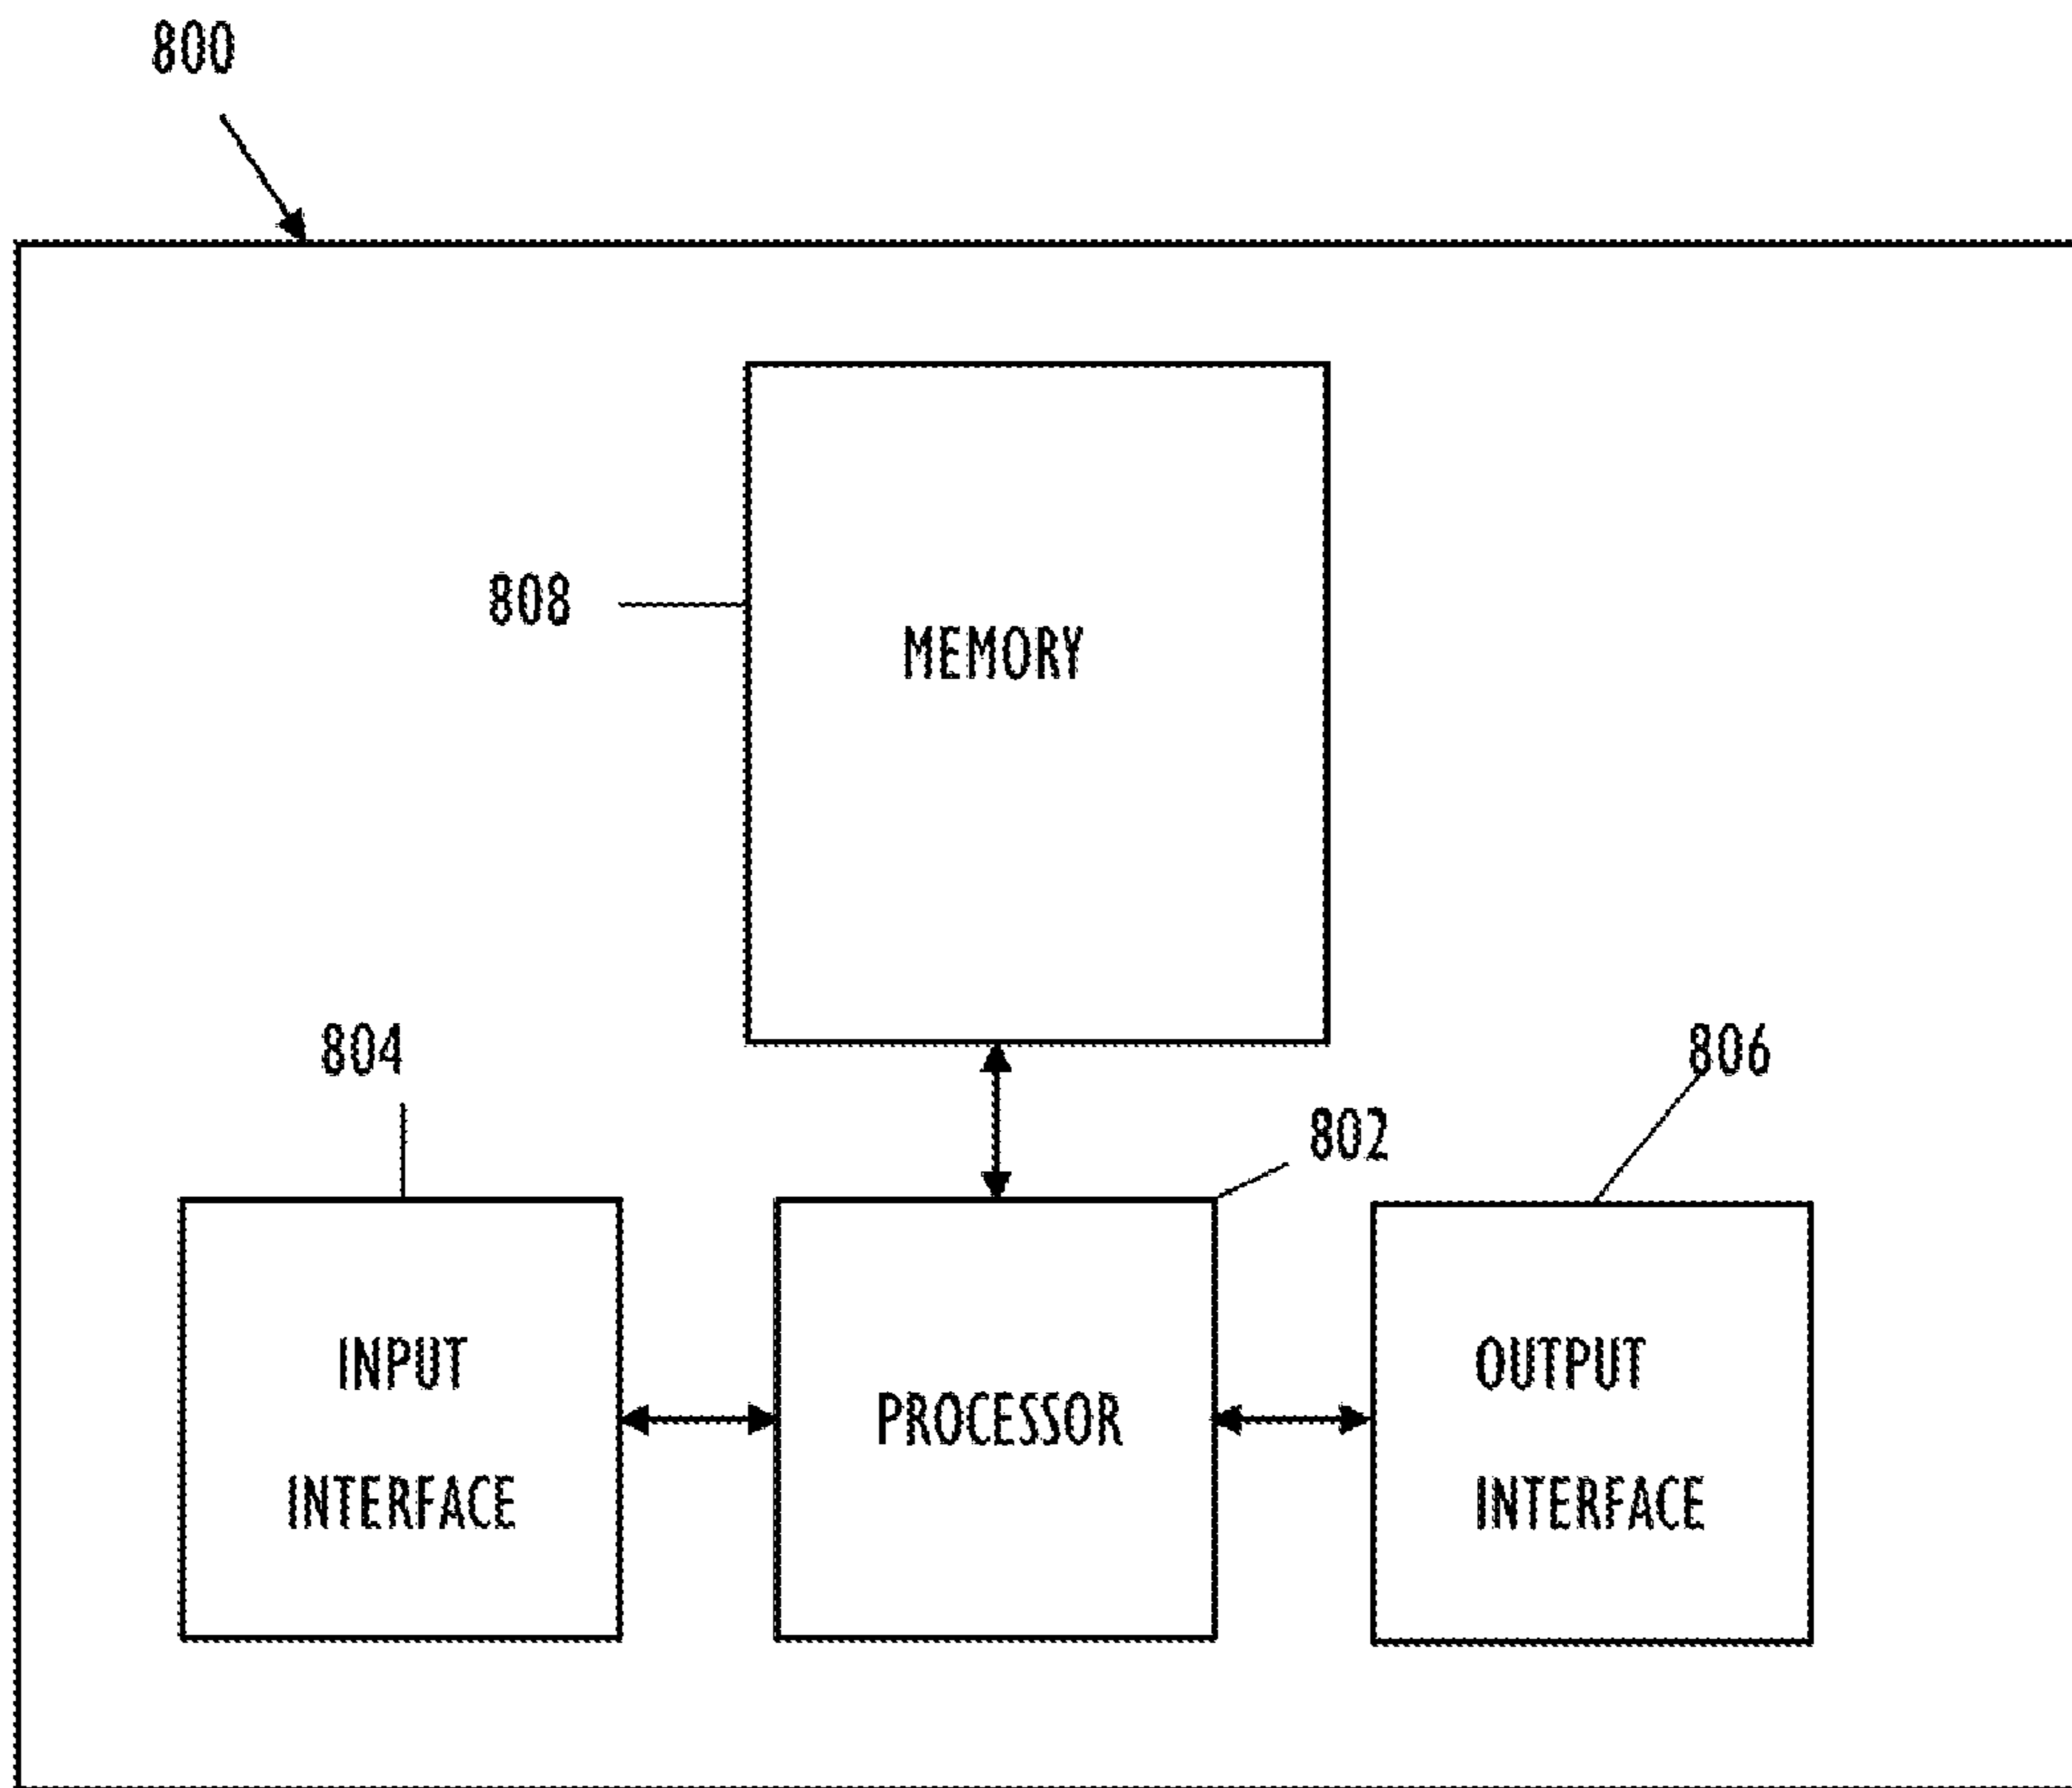 800
808
MEMORY
804
806
802
INPUT
INTERFACE
PROCESSOR
OUTPUT
INTERFACE